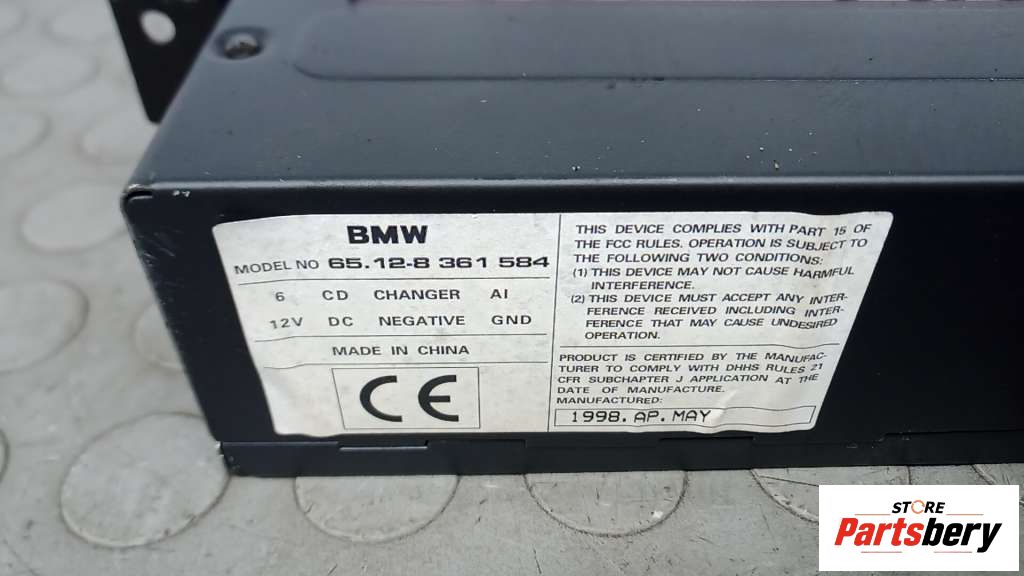 BMW
MODEL NO 65.12-8 361 584
6 CD CHANGER AI
12V DC NEGATIVE GND
MADE IN CHINA
CE
THIS DEVICE COMPLIES WITH PART 15 OF
THE FCC RULES. OPERATION IS SUBJECT TO
THE FOLLOWING TWO CONDITIONS:
(1) THIS DEVICE MAY NOT CAUSE HARMFUL
INTERFERENCE.
(2) THIS DEVICE MUST ACCEPT ANY INTER-
FERENCE RECEIVED INCLUDING INTER-
FERENCE THAT MAY CAUSE UNDESIRED
OPERATION.
PRODUCT IS CERTIFIED BY THE MANUFAC-
TURER TO COMPLY WITH DHHS RULES 21
CFR SUBCHAPTER J APPLICATION AT THE
DATE OF MANUFACTURE.
MANUFACTURED:
1998. AP. MAY
STORE
Partsbery